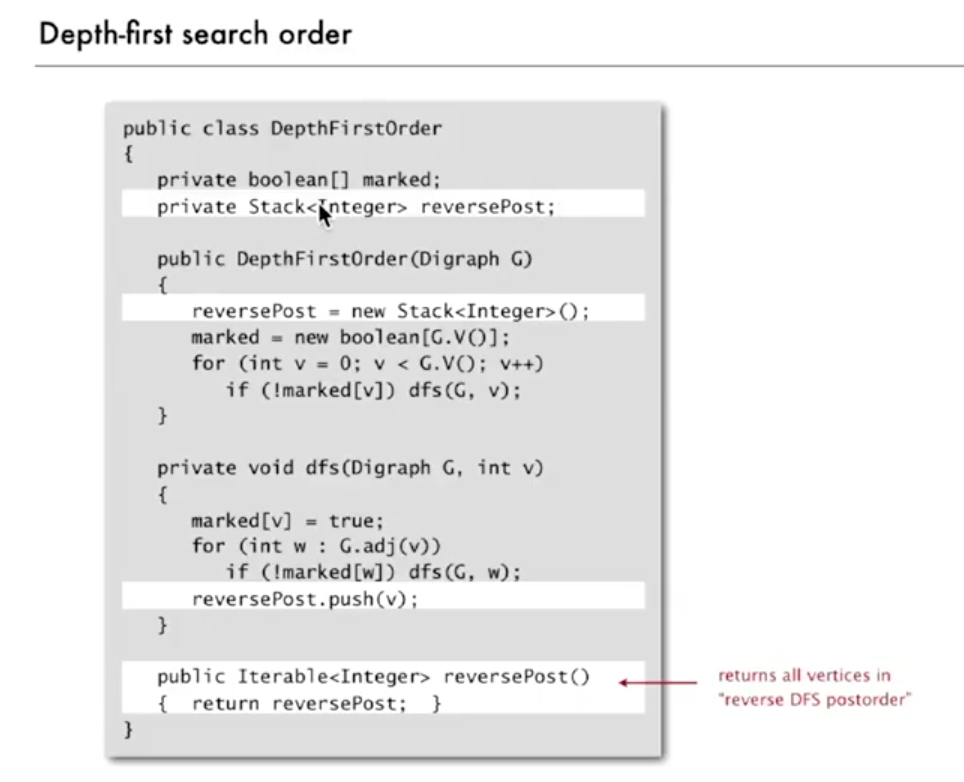 Depth-first search order
public class DepthFirstOrder
{
private boolean[] marked;
private Stack<Integer> reversePost;
public DepthFirstOrder(Digraph G)
{
reversePost = new Stack<Integer>();
marked = new boolean[G.V()];
for (int v = 0; v < G.V(); v++)
if (!marked[v]) dfs(G, v);
}
private void dfs(Digraph G, int v)
{
marked[v] = true;
for (int w : G.adj(v))
if (!marked[w]) dfs(G, w);
reversePost.push(v);
}
public Iterable<Integer> reversePost()
{ return reversePost; }
}
returns all vertices in
"reverse DFS postorder"